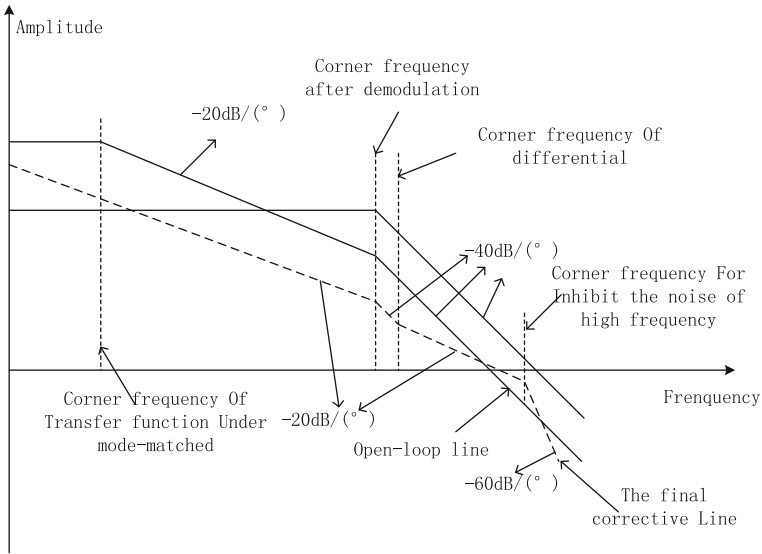 Amplitude
Corner frequency
after demodulation
-20dB/(° )
Corner frequency Of
differential
-40dB/(° )
Corner frequency For
Inhibit the noise of
high frequency
Corner frequency Of
Transfer function Under
mode-matched
Frenquency
-20dB/(° )
Open-loop line
-60dB/(° )
The final
corrective Line